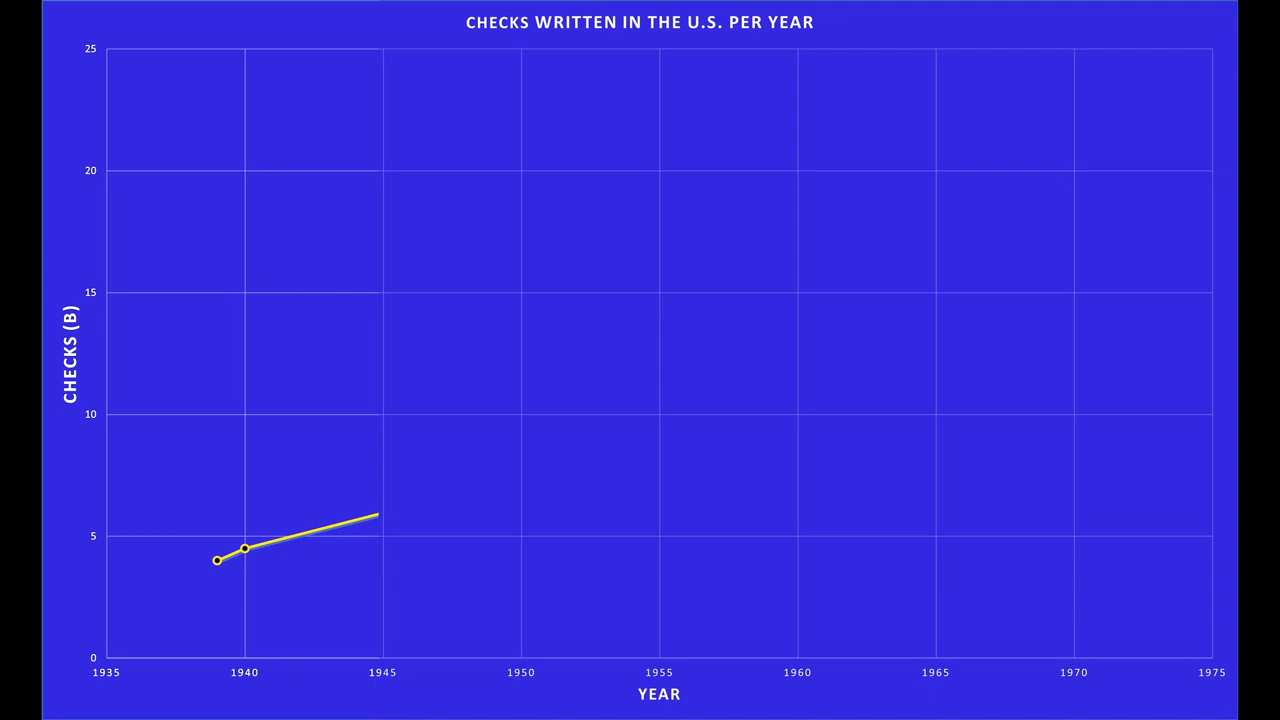 CHECKS WRITTEN IN THE U.S. PER YEAR
25
20
15
10
5
0
CHECKS (B)
1935 1940 1945 1950 1955 1960 1965 1970 1975
YEAR